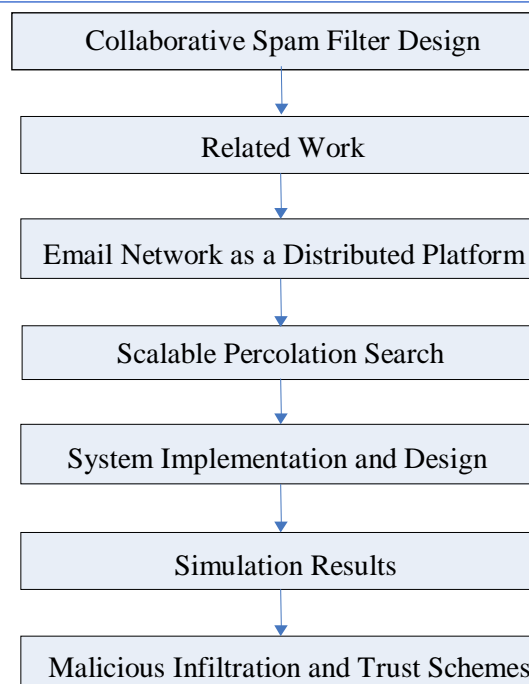 Collaborative Spam Filter Design
Related Work
Email Network as a Distributed Platform
Scalable Percolation Search
System Implementation and Design
Simulation Results
Malicious Infiltration and Trust Schemes